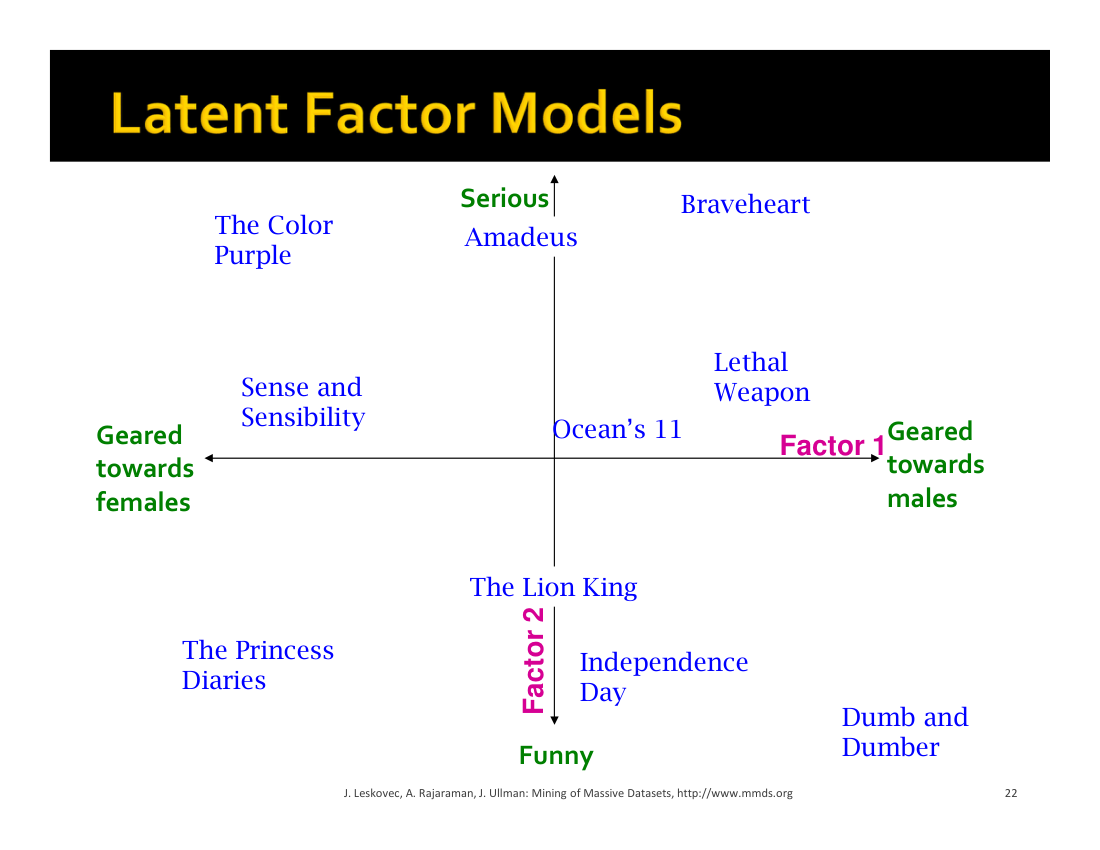 Latent Factor Models
Serious
Braveheart
The Color
Purple
Amadeus
Lethal
Weapon
Sense and
Sensibility
Ocean’s 11
Geared
towards
females
Factor 1
Geared
towards
males
The Lion King
Factor 2
The Princess
Diaries
Independence
Day
Dumb and
Dumber
Funny
J. Leskovec, A. Rajaraman, J. Ullman: Mining of Massive Datasets, http://www.mmds.org
22